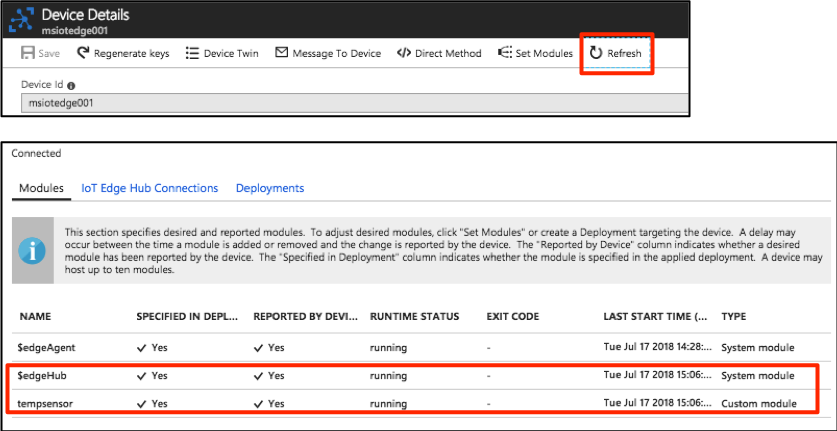 Device Details
msiotedge001
Save Regenerate keys Device Twin Message To Device </> Direct Method Set Modules Refresh
Device Id
msiotedge001
Connected
Modules IoT Edge Hub Connections Deployments
This section specifies desired and reported modules. To adjust desired modules, click "Set Modules" or create a Deployment targeting the device. A delay may
occur between the time a module is added or removed and the change is reported by the device. The "Reported by Device" column indicates whether a desired
module has been reported by the device. The "Specified in Deployment" column indicates whether the module is specified in the applied deployment. A device may
host up to ten modules.
NAME SPECIFIED IN DEPL... REPORTED BY DEVI... RUNTIME STATUS EXIT CODE LAST START TIME (... TYPE
$edgeAgent Yes Yes running - Tue Jul 17 2018 14:28:... System module
$edgeHub Yes Yes running - Tue Jul 17 2018 15:06:... System module
tempsensor Yes Yes running - Tue Jul 17 2018 15:06:... Custom module